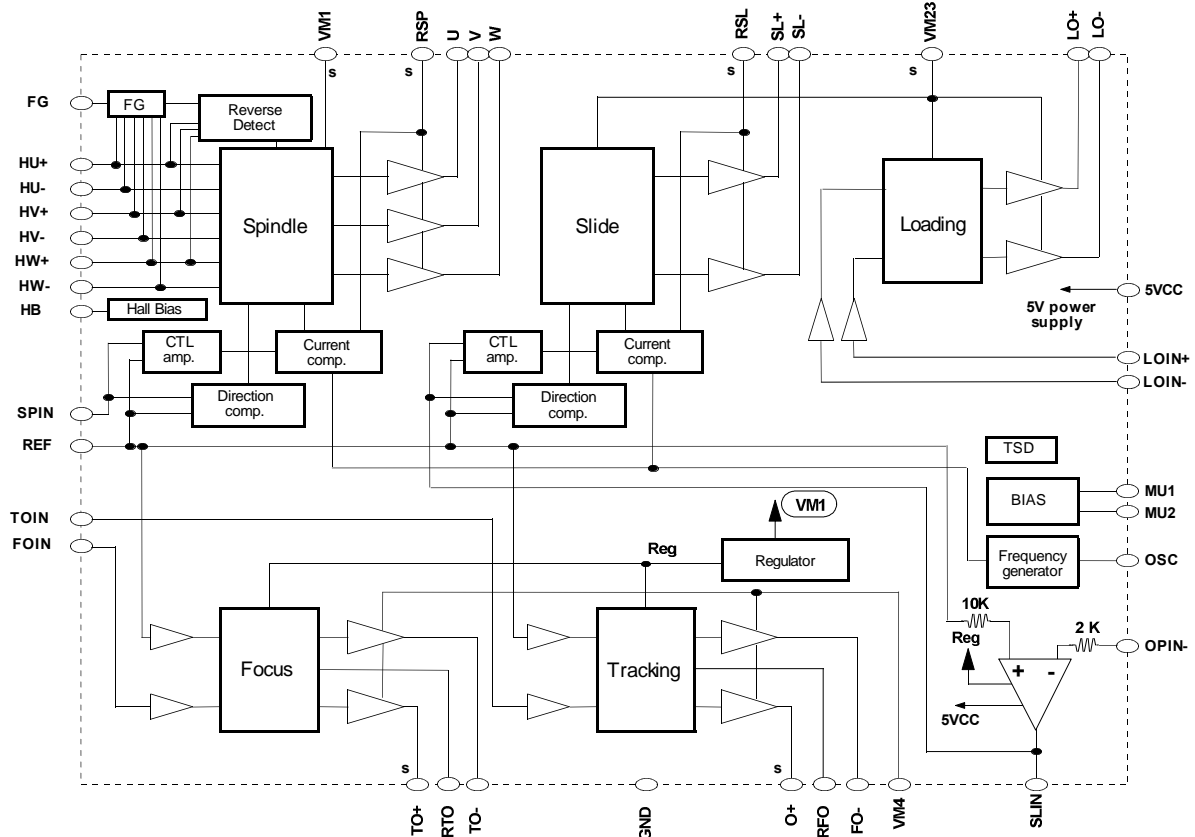 VM1
RSP
U
V
W
RSL
SL+
SL-
VM23
LO+
LO-
s
s
s
s
FG
FG
Reverse
Detect
HU+
HU-
HV+
HV-
HW+
HW-
HB
Hall Bias
Spindle
Slide
Loading
5VCC
5V power
supply
LOIN+
LOIN-
CTL
amp.
Current
comp.
Direction
comp.
CTL
amp.
Current
comp.
Direction
comp.
SPIN
REF
TSD
BIAS
MU1
MU2
TOIN
FOIN
VM1
Reg
Regulator
Frequency
generator
OSC
10K
Reg
2 K
OPIN-
+
-
5VCC
Focus
Tracking
s
s
TO+
RTO
TO-
GND
O+
RFO
FO-
VM4
SLIN